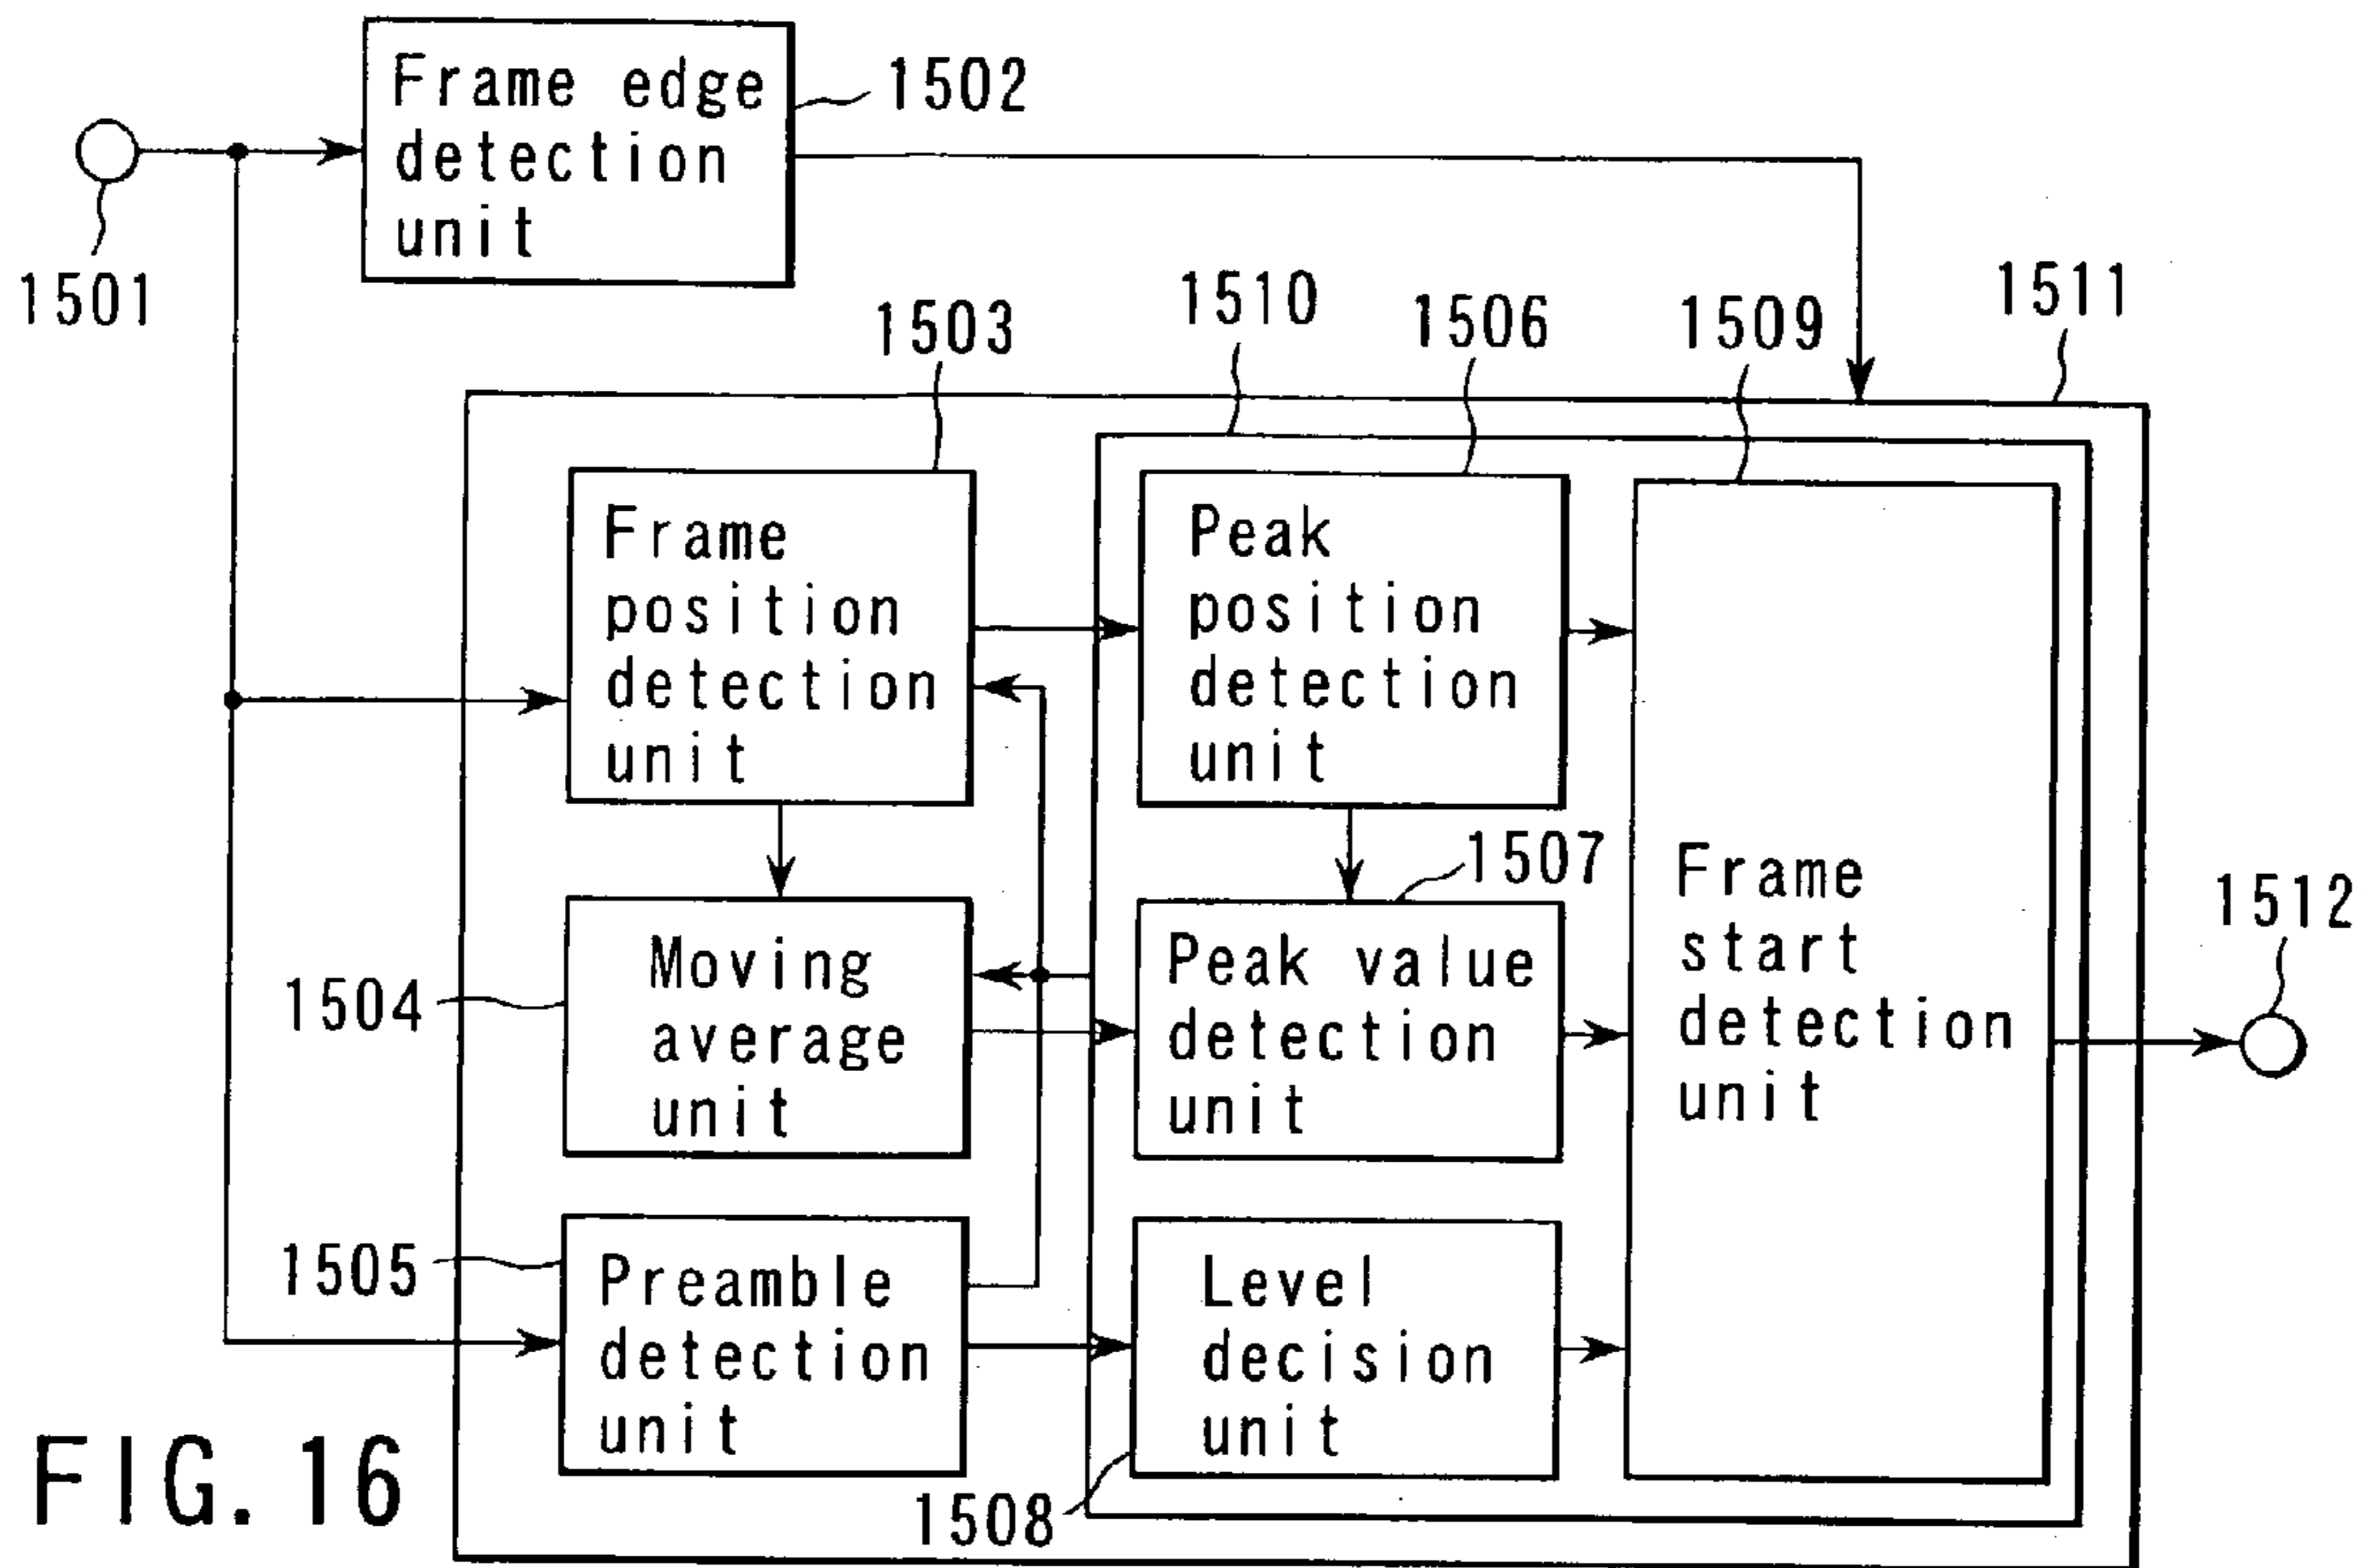 Frame edge
detection
unit
1502
1501
1503
1510
1506
1509
1511
Frame
position
detection
unit
Peak
position
detection
unit
1507
Moving
average
unit
1504
Peak value
detection
unit
Frame
start
detection
unit
1512
1505
Preamble
detection
unit
Level
decision
unit
1508
FIG. 16